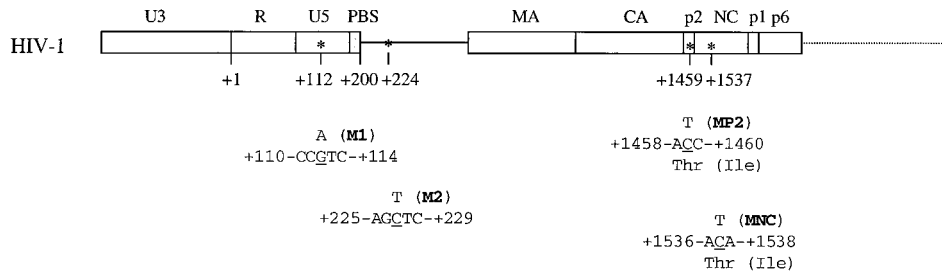 U3 R U5 PBS MA CA p2 NC p1 p6
HIV-1 * * * *
+1 +112 +200 +224 +1459 +1537
A (M1)
+110-CCGTC-+114
T (M2)
+225-AGCTC-+229
T (MP2)
+1458-ACC-+1460
Thr (Ile)
T (MNC)
+1536-ACA-+1538
Thr (Ile)